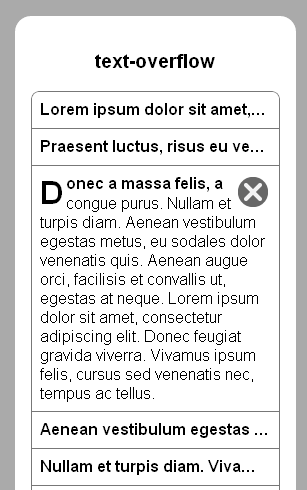 text-overflow
Lorem ipsum dolor sit amet,...
Praesent luctus, risus eu ve...
Donec a massa felis, a
congue purus. Nullam et
turpis diam. Aenean vestibulum
egestas metus, eu sodales dolor
venenatis quis. Aenean augue
orci, facilisis et convallis ut,
egestas at neque. Lorem ipsum
dolor sit amet, consectetur
adipiscing elit. Donec feugiat
gravida viverra. Vivamus ipsum
felis, cursus sed venenatis nec,
tempus ac tellus.
Aenean vestibulum egestas ...
Nullam et turpis diam. Viva...